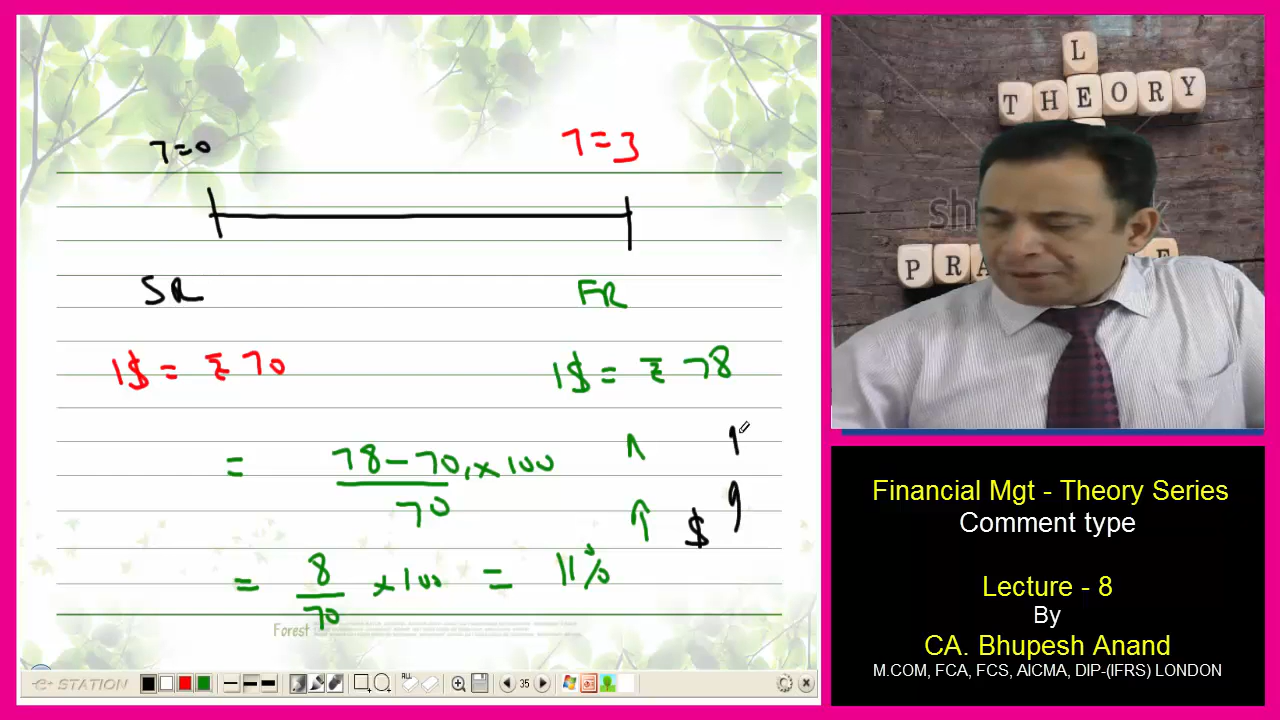 T=0
T=3
SR
FR
1$ = ₹ 70
1$ = ₹ 78
= 78 – 70 × 100
70
$
= 8 × 100 = 11%
70
Forest
e-STATION
ALL
35
L
THEORY
sh
k
PRA
E
Financial Mgt - Theory Series
Comment type
Lecture - 8
By
CA. Bhupesh Anand
M.COM, FCA, FCS, AICMA, DIP-(IFRS) LONDON